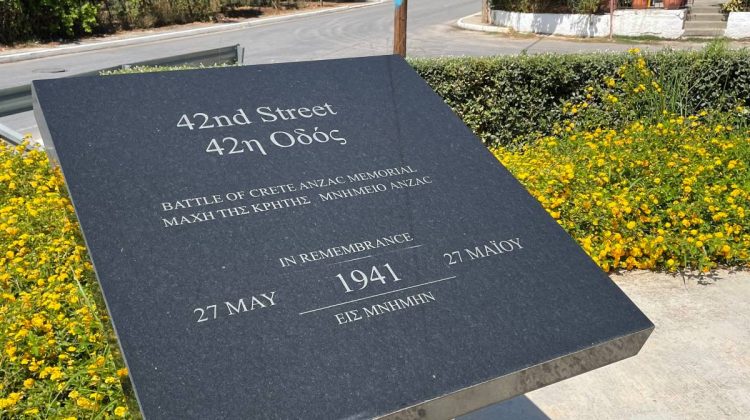 42nd Street
42η Οδός
BATTLE OF CRETE ANZAC MEMORIAL
ΜΑΧΗ ΤΗΣ ΚΡΗΤΗΣ ΜΝΗΜΕΙΟ ANZAC
IN REMEMBRANCE
27 MAY 1941 27 ΜΑΪΟΥ
ΕΙΣ ΜΝΗΜΗΝ